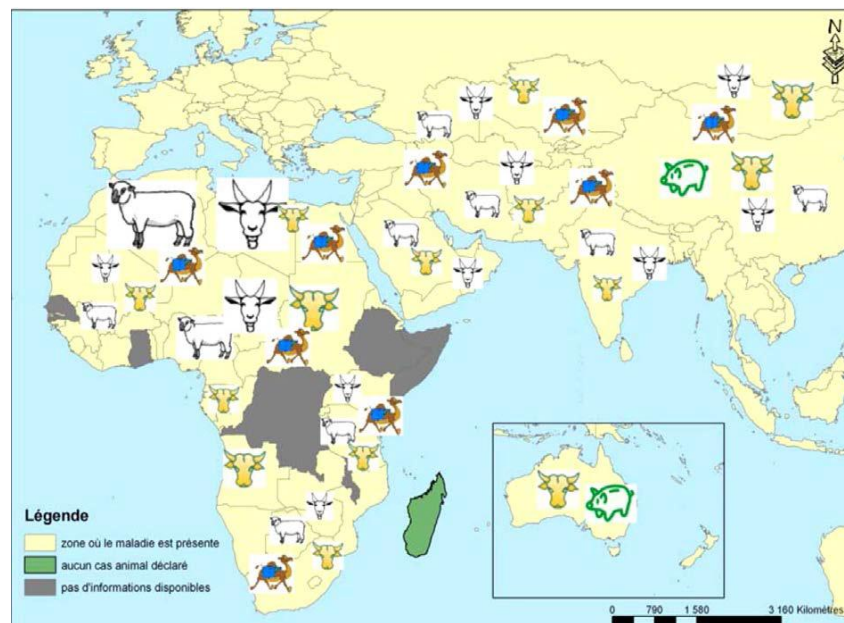 N
Légende
zone où le maladie est présente
aucun cas animal déclaré
pas d'informations disponibles
0 790 1 580 3 160 Kilomètres